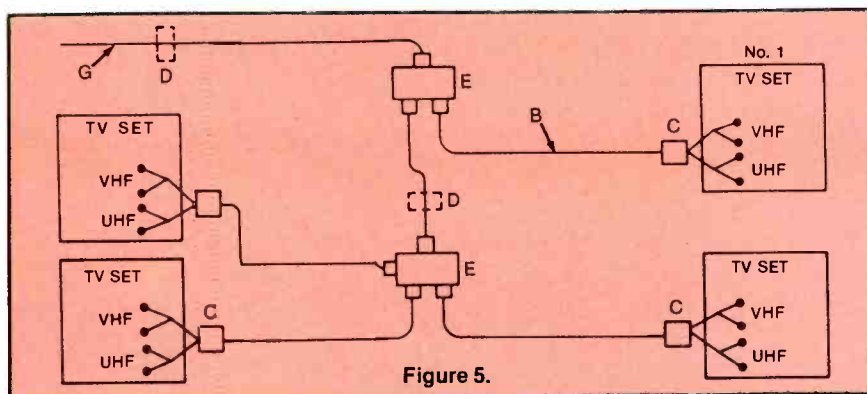 G
D
E
No. 1
TV SET
B
C
VHF
UHF
TV SET
VHF
UHF
D
E
TV SET
C
VHF
UHF
TV SET
C
VHF
UHF
Figure 5.